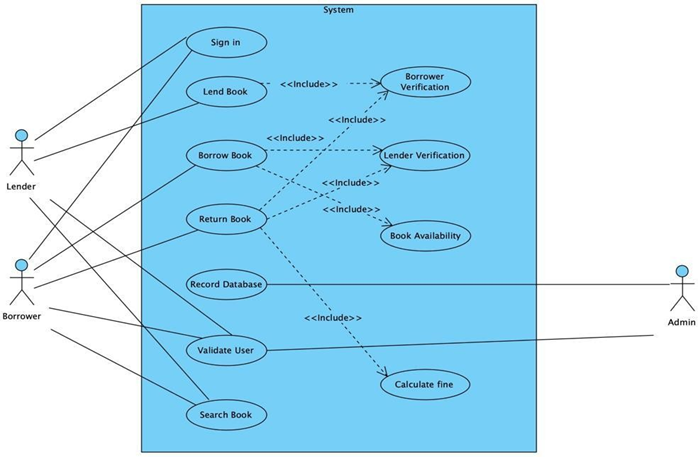 System
Sign in
Lend Book
<<Include>>
Borrower
Verification
<<Include>>
<<Include>>
Borrow Book
Lender Verification
Lender
<<Include>>
<<Include>>
Return Book
Book Availability
Record Database
Borrower
Admin
<<Include>>
Validate User
Calculate fine
Search Book